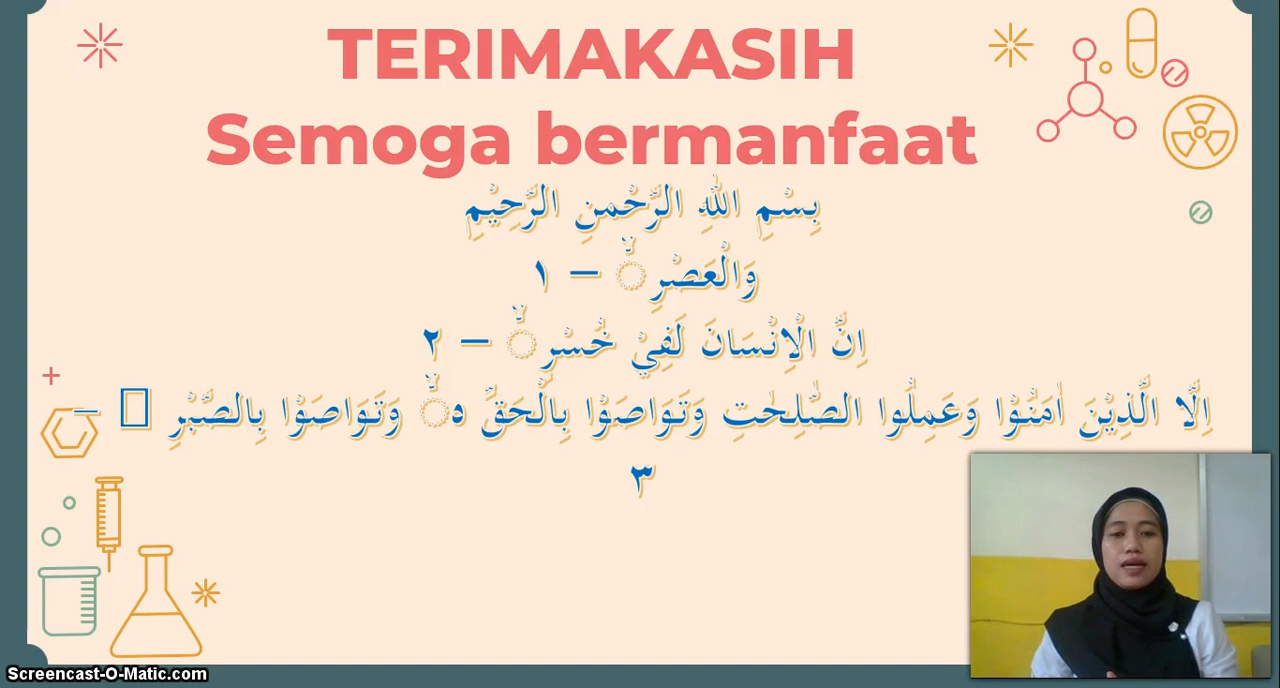 TERIMAKASIH
Semoga bermanfaat
بِسْمِ اللّٰهِ الرَّحْمٰنِ الرَّحِيْمِ
وَالْعَصْرِۙ – ١
اِنَّ الْاِنْسَانَ لَفِيْ خُسْرٍۙ – ٢
اِلَّا الَّذِيْنَ اٰمَنُوْا وَعَمِلُوا الصّٰلِحٰتِ وَتَوَاصَوْا بِالْحَقِّ ەۙ وَتَوَاصَوْا بِالصَّبْرِ –
٣
Screencast-O-Matic.com